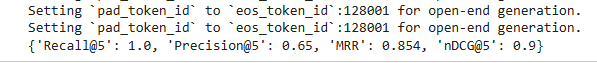 Setting `pad_token_id` to `eos_token_id`:128001 for open-end generation.
Setting `pad_token_id` to `eos_token_id`:128001 for open-end generation.
{'Recall@5': 1.0, 'Precision@5': 0.65, 'MRR': 0.854, 'nDCG@5': 0.9}